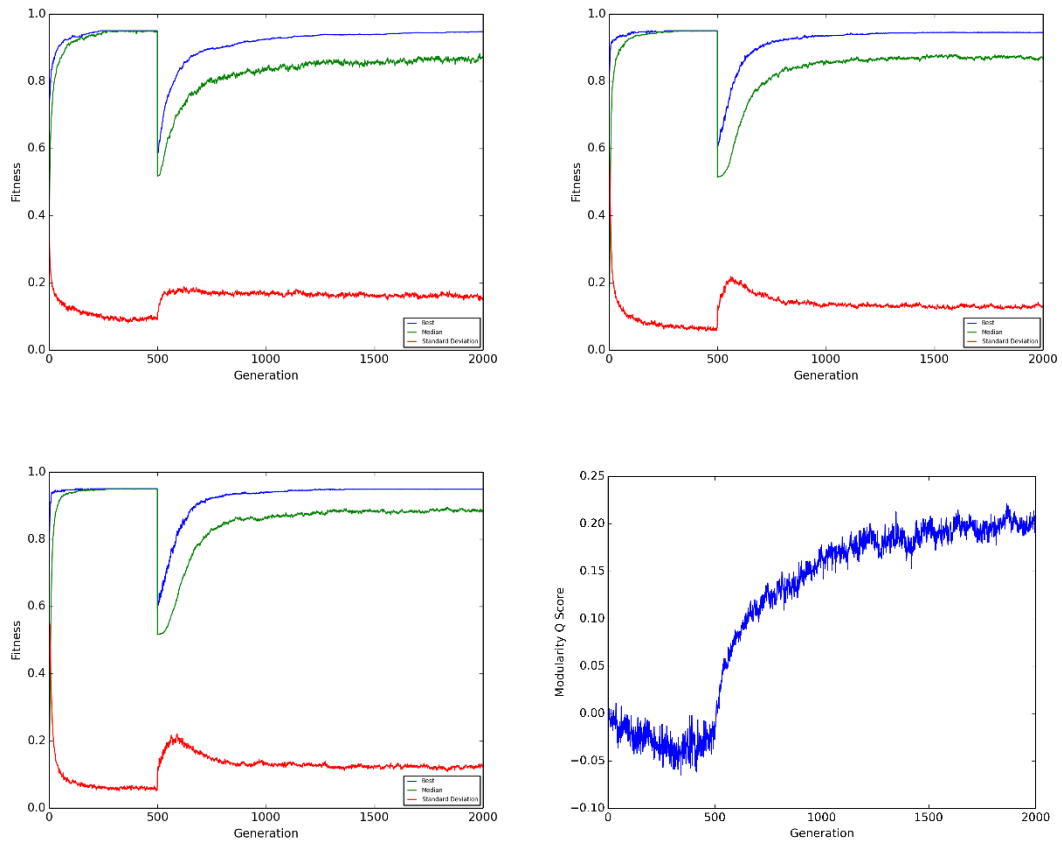 1.0
0.8
0.6
0.4
0.2
0.0
Fitness
0 500 1000 1500 2000
Generation
Best
Median
Standard Deviation
1.0
0.8
0.6
0.4
0.2
0.0
Fitness
0 500 1000 1500 2000
Generation
Best
Median
Standard Deviation
1.0
0.8
0.6
0.4
0.2
0.0
Fitness
0 500 1000 1500 2000
Generation
Best
Median
Standard Deviation
0.25
0.20
0.15
0.10
0.05
0.00
−0.05
−0.10
Modularity Q Score
0 500 1000 1500 2000
Generation